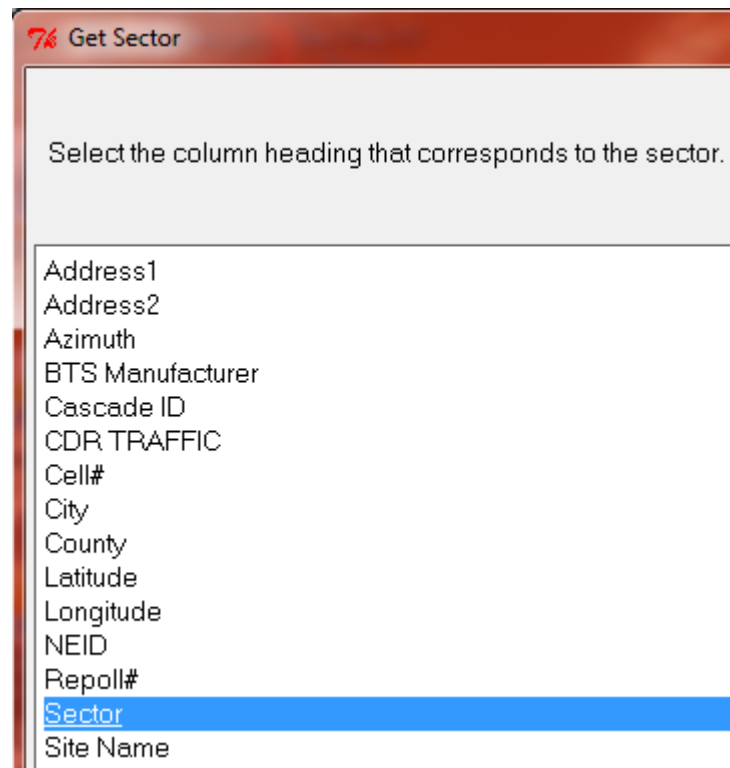 Get Sector
Select the column heading that corresponds to the sector.
Address1
Address2
Azimuth
BTS Manufacturer
Cascade ID
CDR TRAFFIC
Cell#
City
County
Latitude
Longitude
NEID
Repoll#
Sector
Site Name